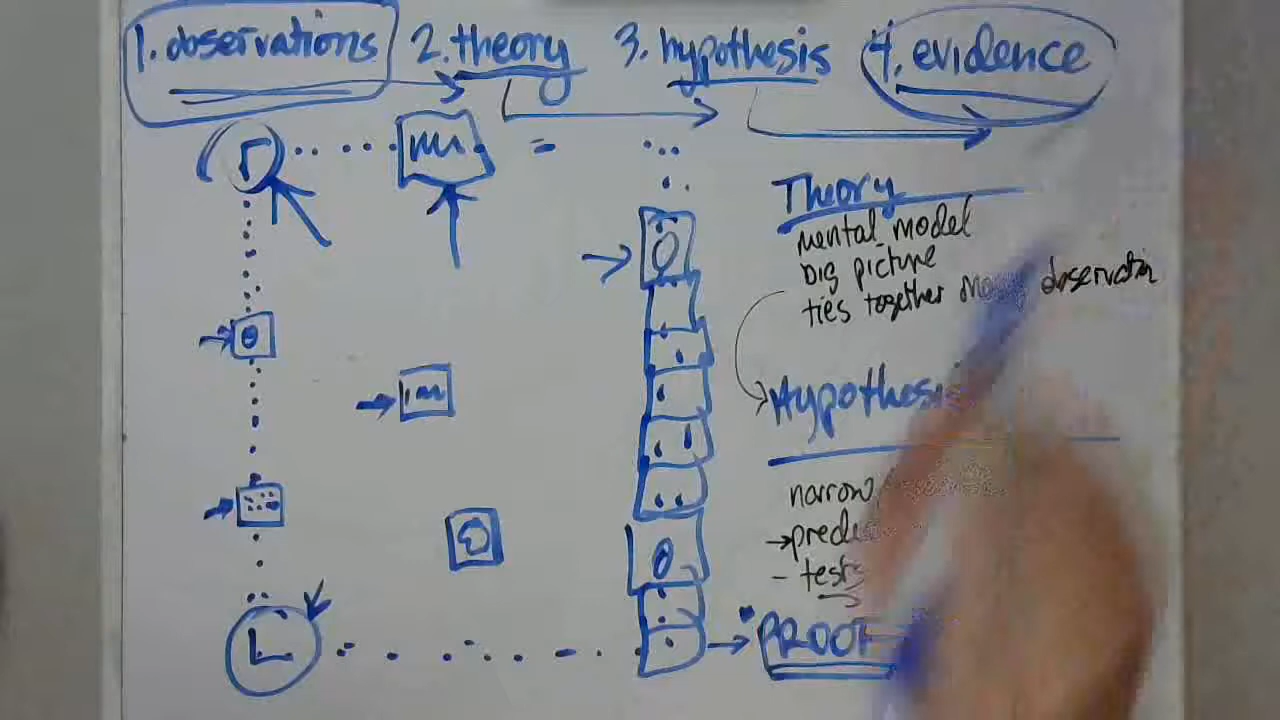 1. observations 2. theory 3. hypothesis 4. evidence
Theory
mental model
big picture
ties together observation
Hypothesis
narrow
→
- tests
PROOF